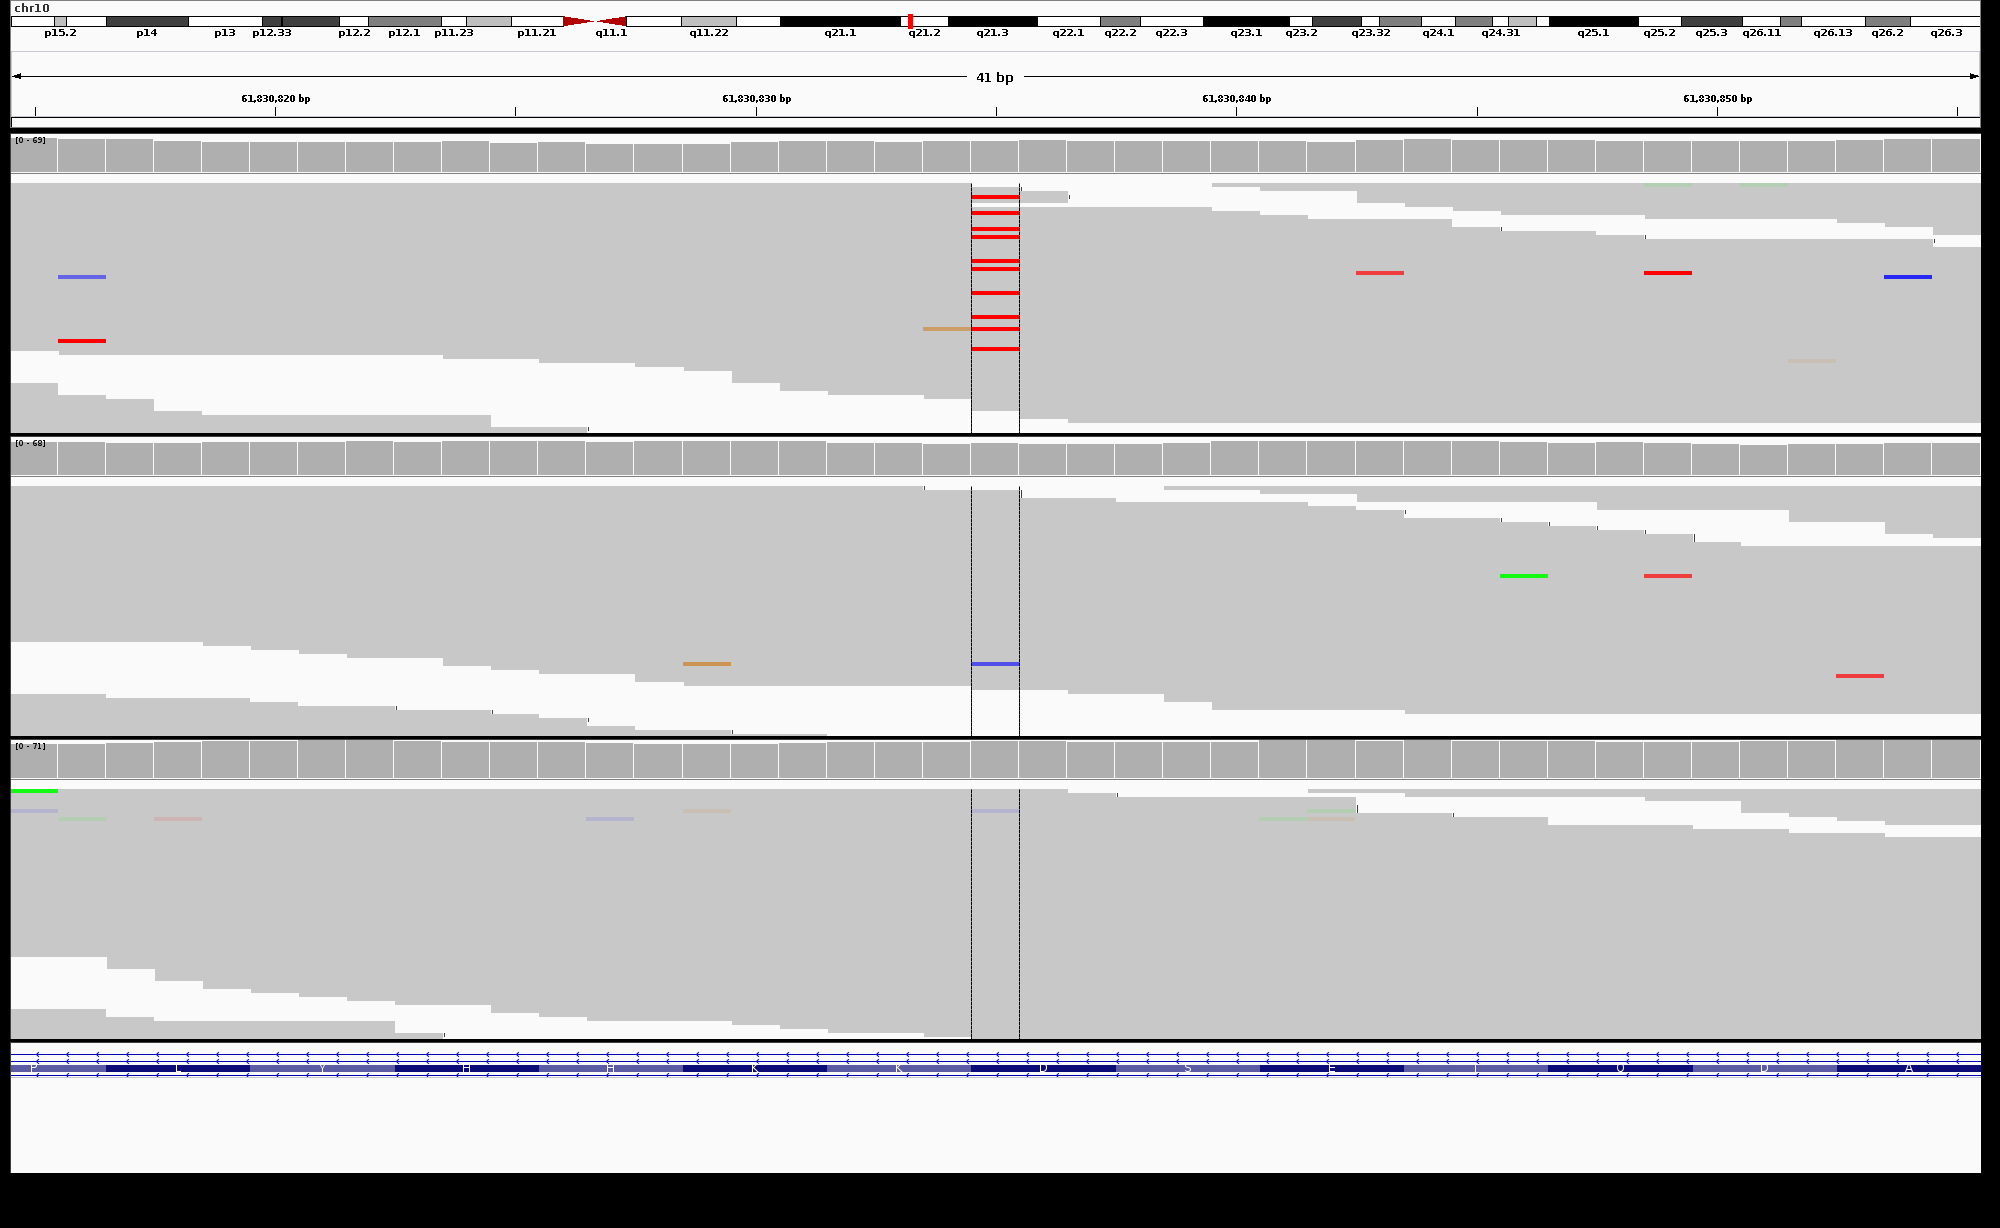 chr10
p15.2 p14 p13 p12.33 p12.2 p12.1 p11.23 p11.21 q11.1 q11.22 q21.1 q21.2 q21.3 q22.1 q22.2 q22.3 q23.1 q23.2 q23.32 q24.1 q24.31 q25.1 q25.2 q25.3 q26.11 q26.13 q26.2 q26.3
41 bp
61,830,820 bp 61,830,830 bp 61,830,840 bp 61,830,850 bp
[0 - 69]
[0 - 68]
[0 - 71]
P L Y H H K K D S E D A